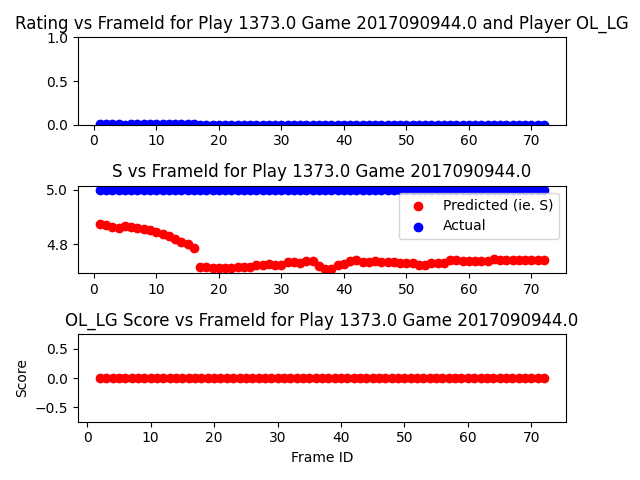 Rating vs FrameId for Play 1373.0 Game 2017090944.0 and Player OL_LG
1.0
0.5
0.0
0 10 20 30 40 50 60 70
S vs FrameId for Play 1373.0 Game 2017090944.0
5.0
4.8
Predicted (ie. S)
Actual
0 10 20 30 40 50 60 70
OL_LG Score vs FrameId for Play 1373.0 Game 2017090944.0
Score
0.5
0.0
−0.5
0 10 20 30 40 50 60 70
Frame ID